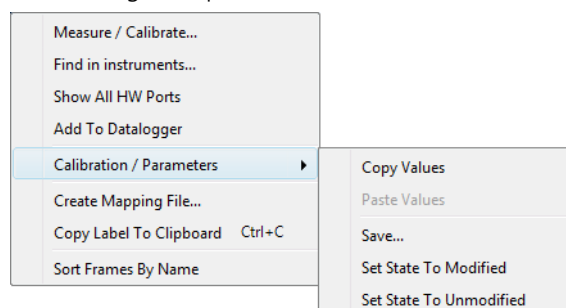 Measure / Calibrate...
Find in instruments...
Show All HW Ports
Add To Datalogger
Calibration / Parameters
Create Mapping File...
Copy Label To Clipboard Ctrl+C
Sort Frames By Name
Copy Values
Paste Values
Save...
Set State To Modified
Set State To Unmodified